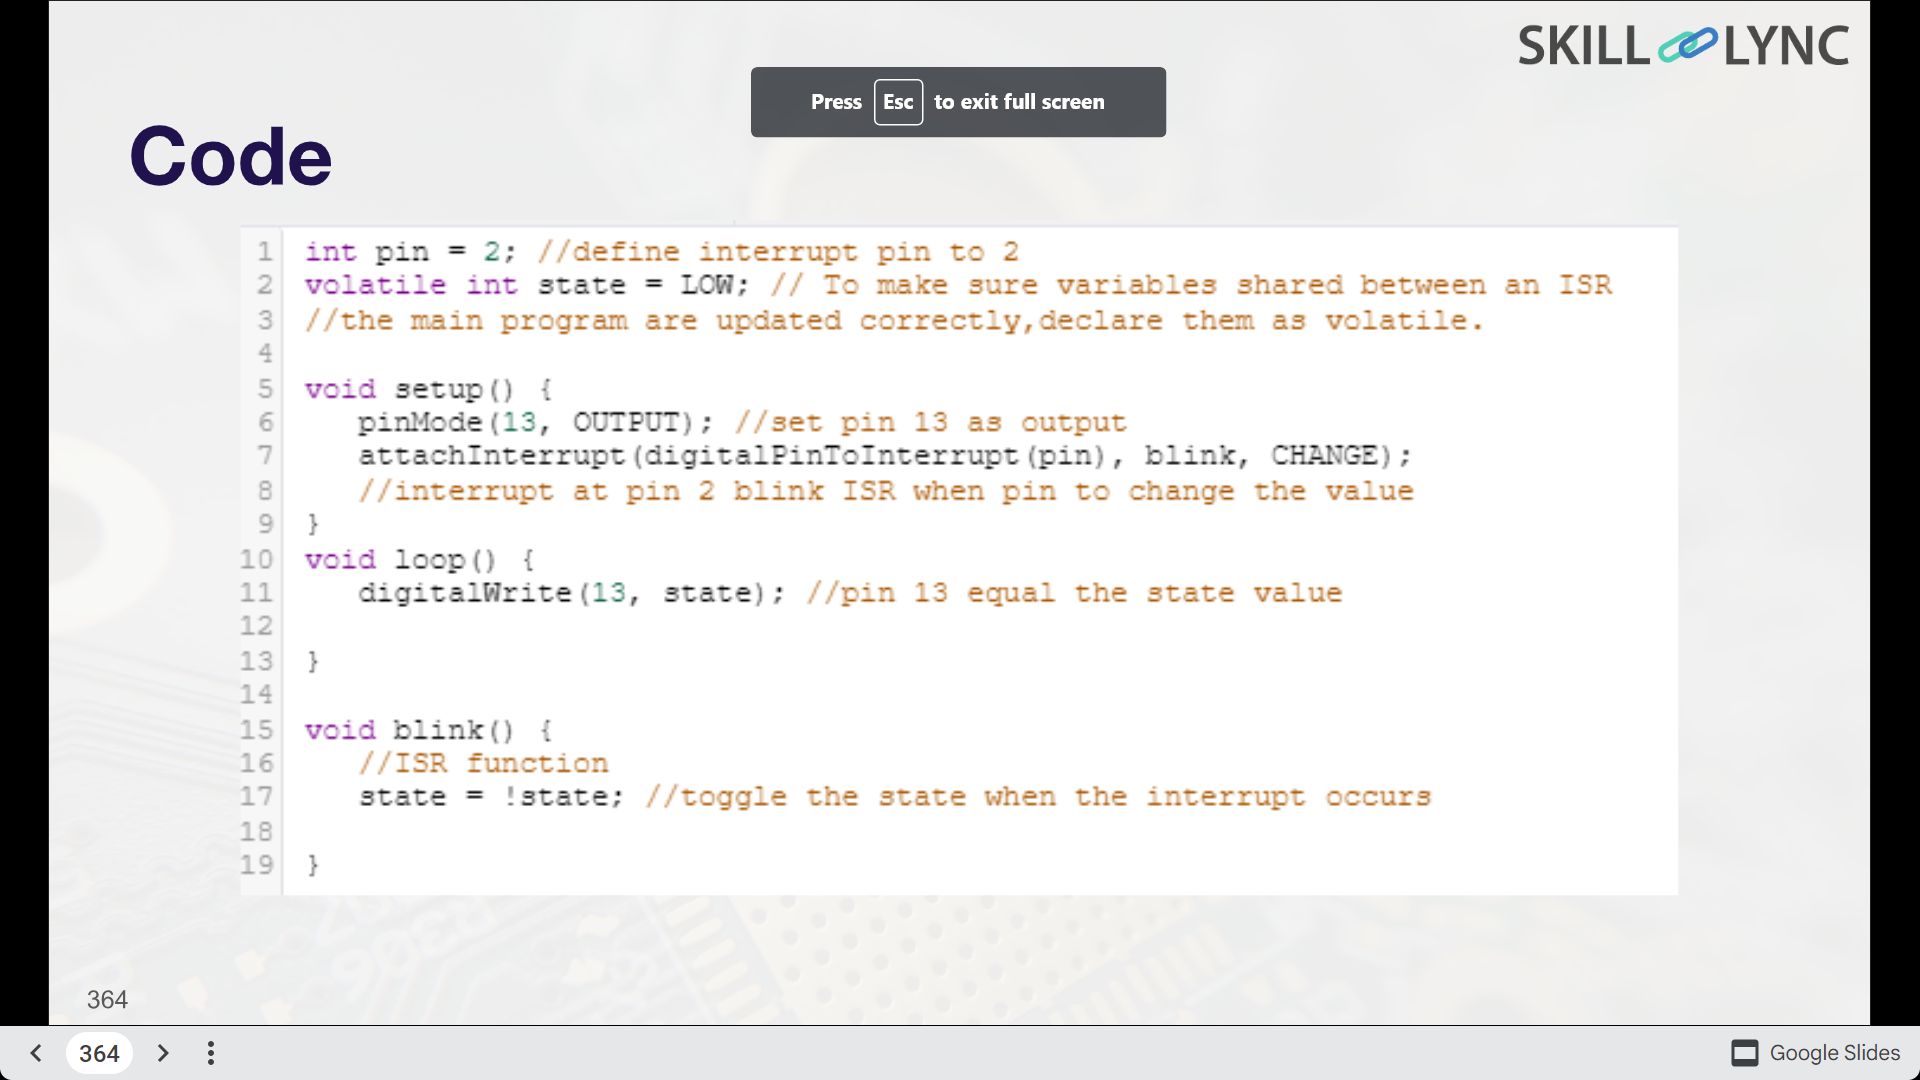 SKILL LYNC
Press Esc to exit full screen
Code
1 int pin = 2; //define interrupt pin to 2
2 volatile int state = LOW; // To make sure variables shared between an ISR
3 //the main program are updated correctly,declare them as volatile.
4
5 void setup() {
6 pinMode(13, OUTPUT); //set pin 13 as output
7 attachInterrupt(digitalPinToInterrupt(pin), blink, CHANGE);
8 //interrupt at pin 2 blink ISR when pin to change the value
9 }
10 void loop() {
11 digitalWrite(13, state); //pin 13 equal the state value
12
13 }
14
15 void blink() {
16 //ISR function
17 state = !state; //toggle the state when the interrupt occurs
18
19 }
364
364
Google Slides